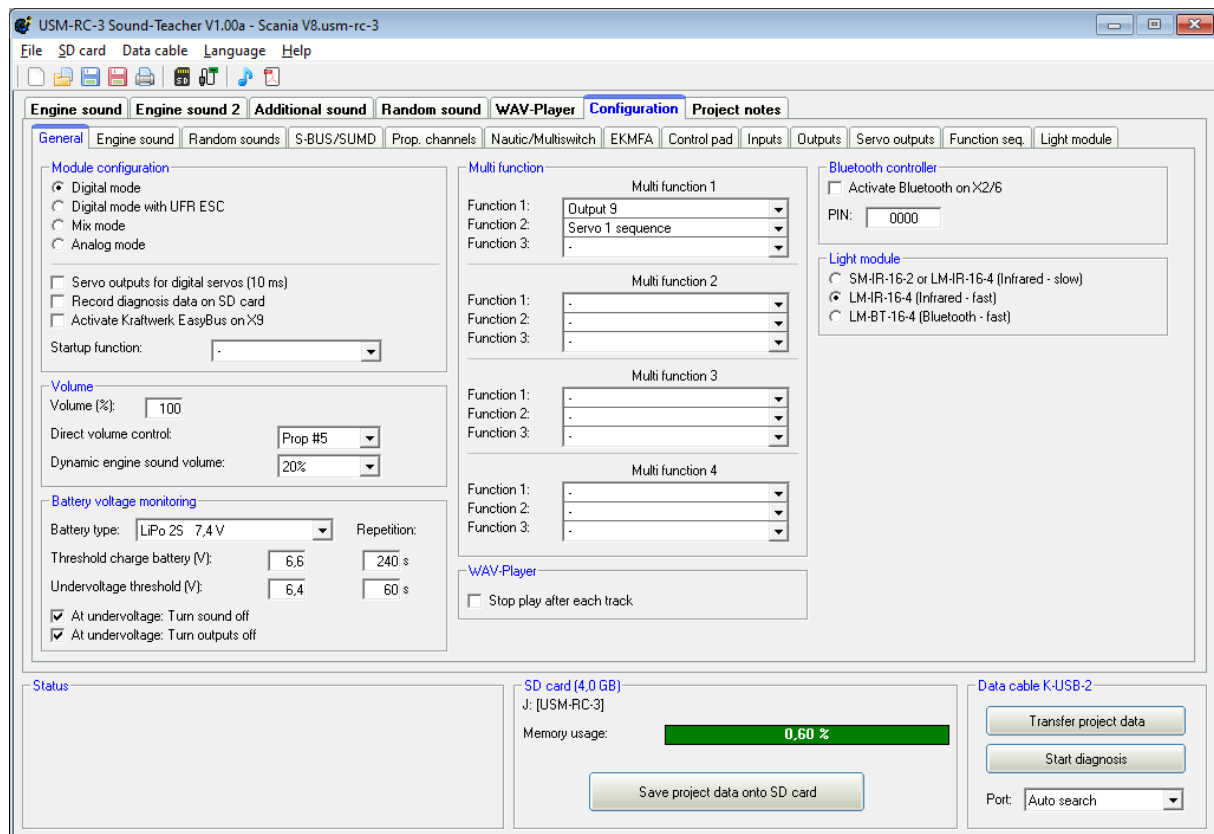 USM-RC-3 Sound-Teacher V1.00a - Scania V8.usm-rc-3
File SD card Data cable Language Help
SD
Engine sound Engine sound 2 Additional sound Random sound WAV-Player Configuration Project notes
General Engine sound Random sounds S-BUS/SUMD Prop. channels Nautic/Multiswitch EKMFA Control pad Inputs Outputs Servo outputs Function seq. Light module
Module configuration
Digital mode
Digital mode with UFR ESC
Mix mode
Analog mode
Servo outputs for digital servos (10 ms)
Record diagnosis data on SD card
Activate Kraftwerk EasyBus on X9
Startup function: -
Volume
Volume (%): 100
Direct volume control: Prop #5
Dynamic engine sound volume: 20%
Battery voltage monitoring
Battery type: LiPo 2S 7,4 V Repetition:
Threshold charge battery (V): 6,6 240 s
Undervoltage threshold (V): 6,4 60 s
At undervoltage: Turn sound off
At undervoltage: Turn outputs off
Multi function
Multi function 1
Function 1: Output 9
Function 2: Servo 1 sequence
Function 3: -
Multi function 2
Function 1: -
Function 2: -
Function 3: -
Multi function 3
Function 1: -
Function 2: -
Function 3: -
Multi function 4
Function 1: -
Function 2: -
Function 3: -
WAV-Player
Stop play after each track
Bluetooth controller
Activate Bluetooth on X2/6
PIN: 0000
Light module
SM-IR-16-2 or LM-IR-16-4 (Infrared - slow)
LM-IR-16-4 (Infrared - fast)
LM-BT-16-4 (Bluetooth - fast)
Status
SD card (4,0 GB)
J: [USM-RC-3]
Memory usage: 0,60 %
Save project data onto SD card
Data cable K-USB-2
Transfer project data
Start diagnosis
Port: Auto search